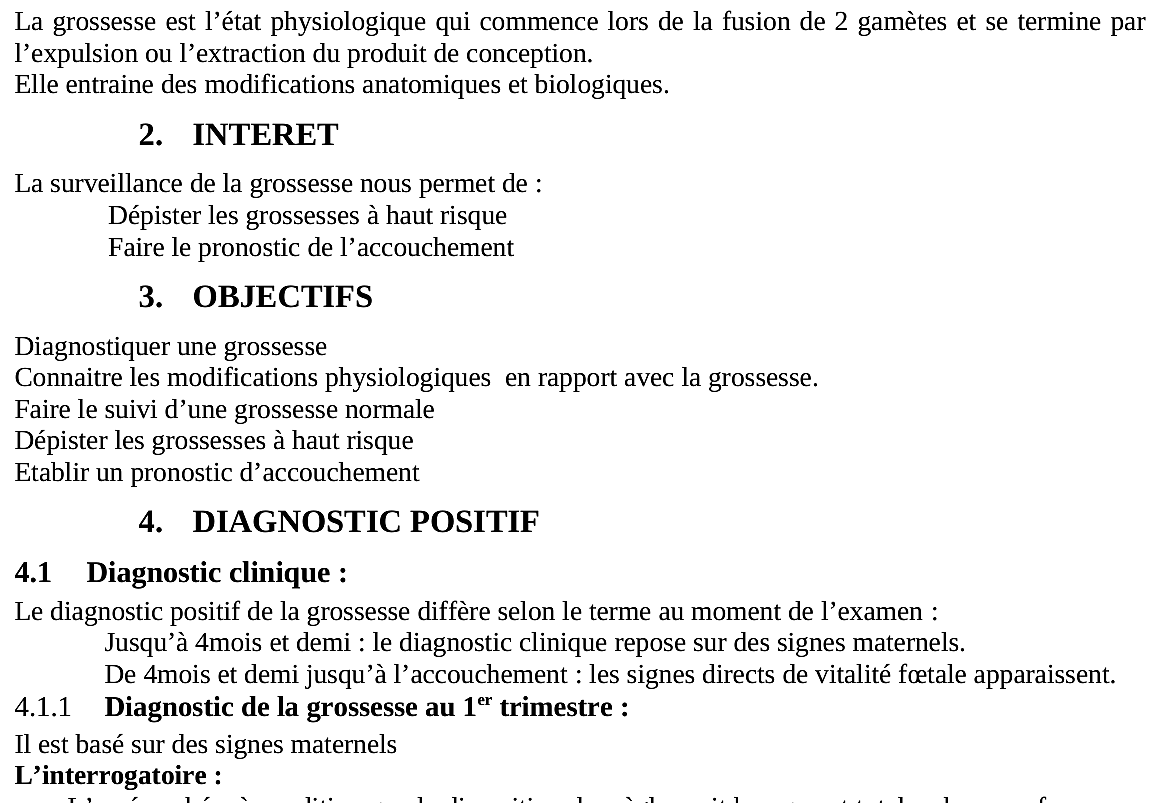 La grossesse est l’état physiologique qui commence lors de la fusion de 2 gamètes et se termine par
l’expulsion ou l’extraction du produit de conception.
Elle entraine des modifications anatomiques et biologiques.
2. INTERET
La surveillance de la grossesse nous permet de :
Dépister les grossesses à haut risque
Faire le pronostic de l’accouchement
3. OBJECTIFS
Diagnostiquer une grossesse
Connaitre les modifications physiologiques en rapport avec la grossesse.
Faire le suivi d’une grossesse normale
Dépister les grossesses à haut risque
Etablir un pronostic d’accouchement
4. DIAGNOSTIC POSITIF
4.1 Diagnostic clinique :
Le diagnostic positif de la grossesse diffère selon le terme au moment de l’examen :
Jusqu’à 4mois et demi : le diagnostic clinique repose sur des signes maternels.
De 4mois et demi jusqu’à l’accouchement : les signes directs de vitalité fœtale apparaissent.
4.1.1 Diagnostic de la grossesse au 1er trimestre :
Il est basé sur des signes maternels
L’interrogatoire :